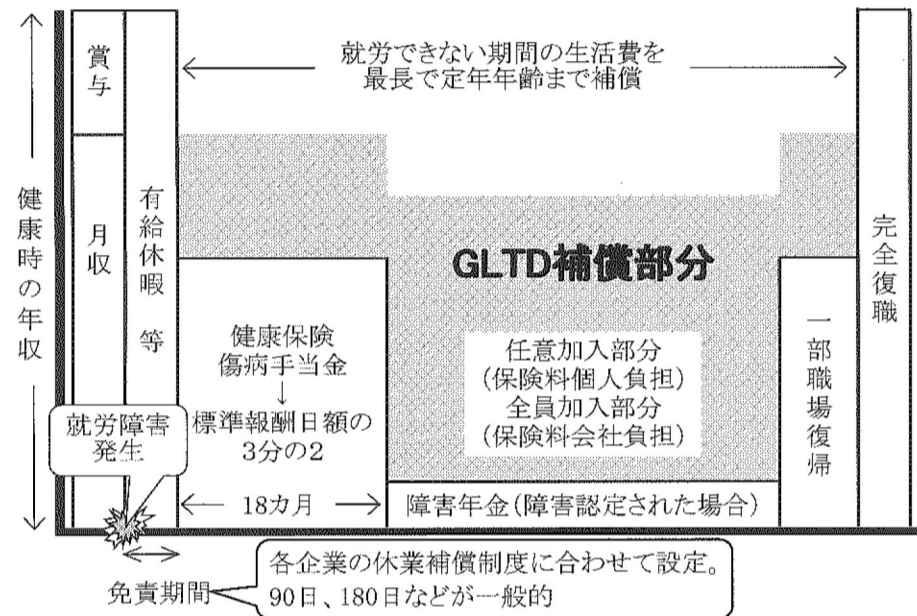 就労できない期間の生活費を
最長で定年年齢まで補償
健康時の年収
賞与
月収
有給休暇 等
GLTD補償部分
完全復職
健康保険
傷病手当金
↓
標準報酬日額の
3分の2
任意加入部分
(保険料個人負担)
全員加入部分
(保険料会社負担)
一部職場復帰
就労障害
発生
18カ月
障害年金(障害認定された場合)
免責期間
各企業の休業補償制度に合わせて設定。
90日、180日などが一般的